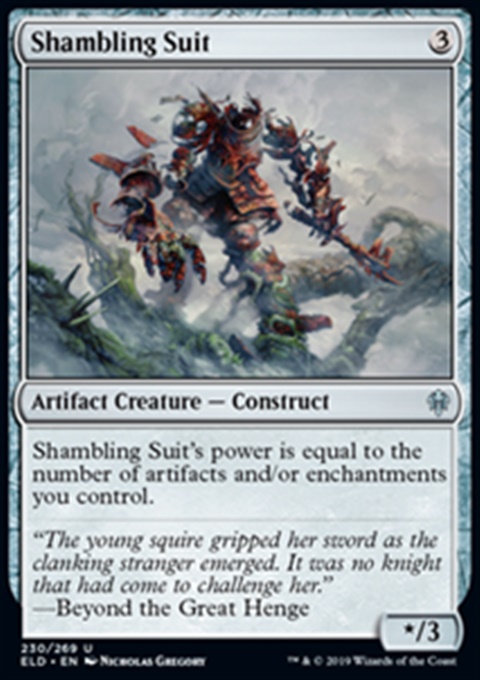 Shambling Suit 3
Artifact Creature — Construct
Shambling Suit's power is equal to the
number of artifacts and/or enchantments
you control.
"The young squire gripped her sword as the
clanking stranger emerged. It was no knight
that had come to challenge her."
—Beyond the Great Henge
*/3
230/269 U
ELD • EN Nicholas Gregory
™ & © 2019 Wizards of the Coast